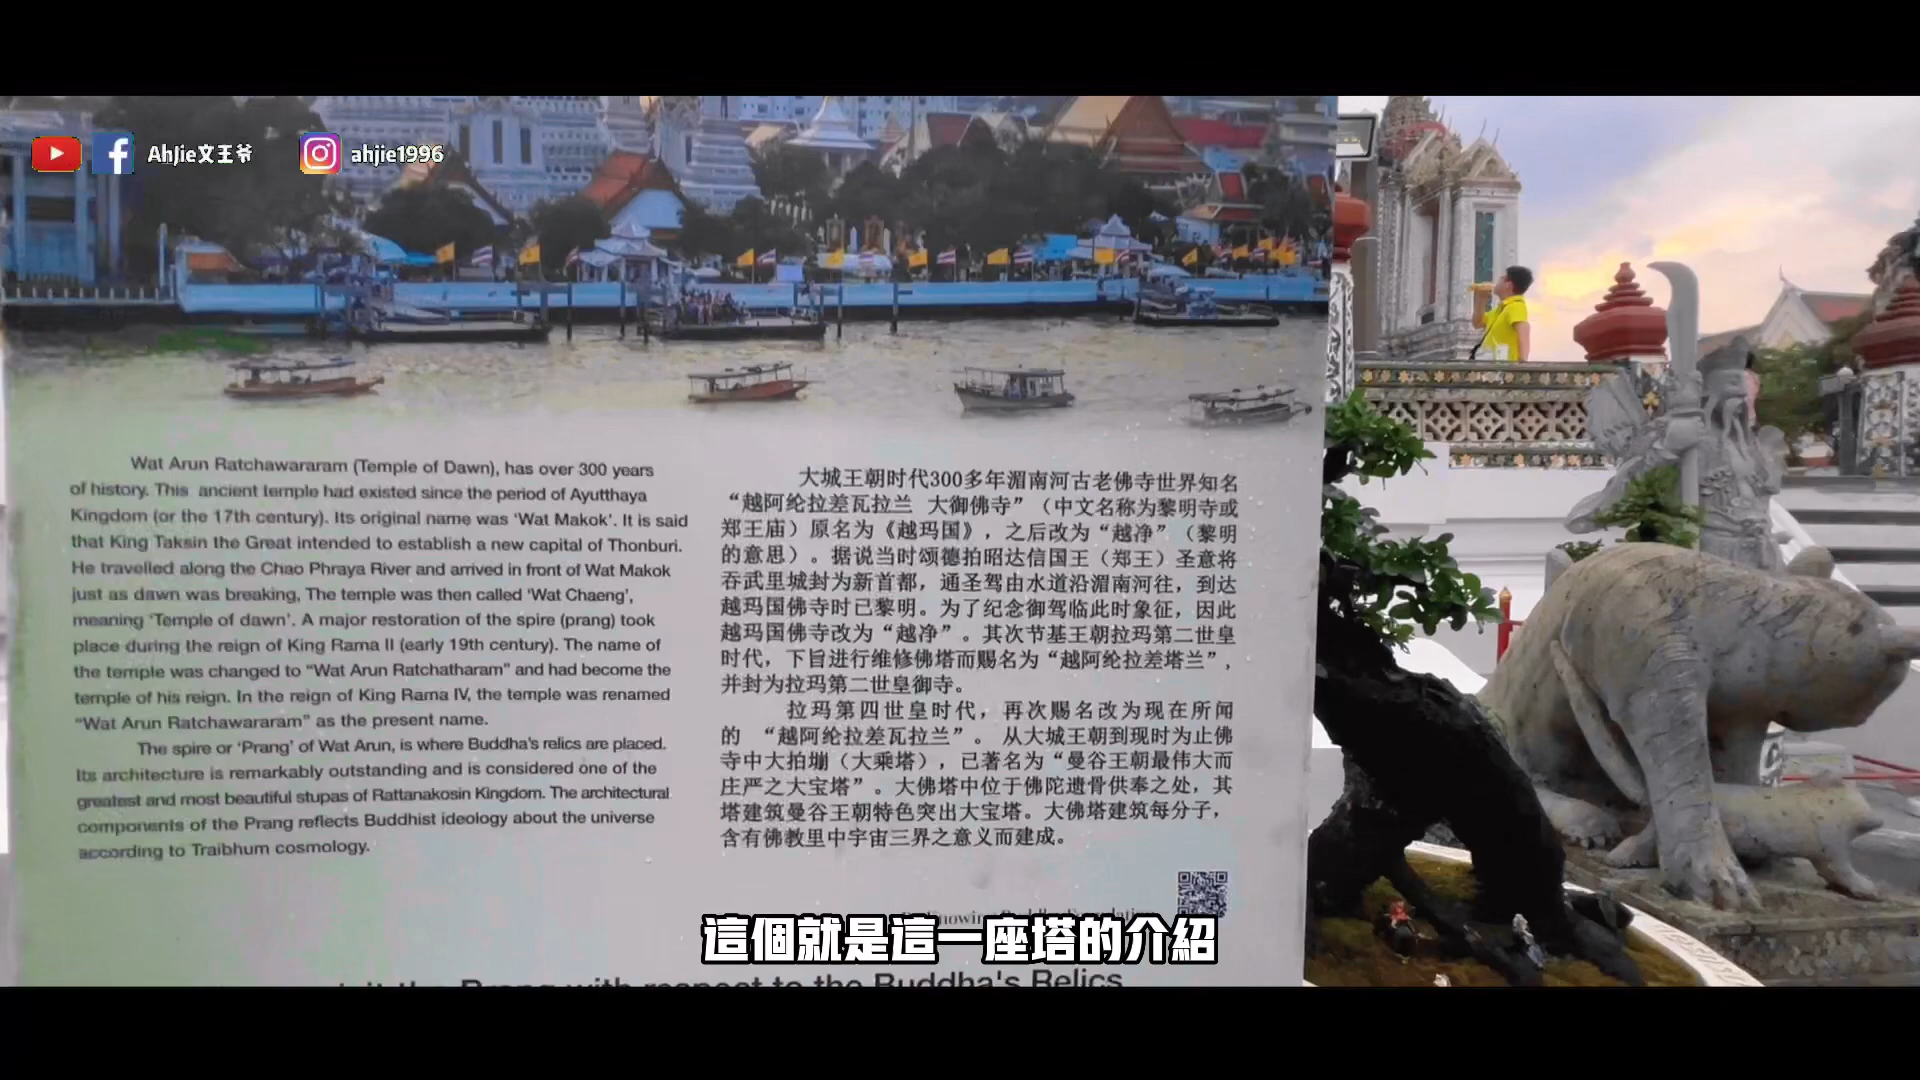 AhJie文王爷
ahjie1996
Wat Arun Ratchawararam (Temple of Dawn), has over 300 years
of history. This ancient temple had existed since the period of Ayutthaya
Kingdom (or the 17th century). Its original name was ‘Wat Makok’. It is said
that King Taksin the Great intended to establish a new capital of Thonburi.
He travelled along the Chao Phraya River and arrived in front of Wat Makok
just as dawn was breaking, The temple was then called ‘Wat Chaeng’,
meaning ‘Temple of dawn’. A major restoration of the spire (prang) took
place during the reign of King Rama II (early 19th century). The name of
the temple was changed to “Wat Arun Ratchatharam” and had become the
temple of his reign. In the reign of King Rama IV, the temple was renamed
“Wat Arun Ratchawararam” as the present name.
The spire or ‘Prang’ of Wat Arun, is where Buddha’s relics are placed.
Its architecture is remarkably outstanding and is considered one of the
greatest and most beautiful stupas of Rattanakosin Kingdom. The architectural
components of the Prang reflects Buddhist ideology about the universe
according to Traibhum cosmology.
大城王朝时代300多年湄南河古老佛寺世界知名
“越阿纶拉差瓦拉兰 大御佛寺”（中文名称为黎明寺或
郑王庙）原名为《越玛国》，之后改为“越净”（黎明
的意思）。据说当时颂德拍昭达信国王（郑王）圣意将
吞武里城封为新首都，通圣驾由水道沿湄南河往，到达
越玛国佛寺时已黎明。为了纪念御驾临此时象征，因此
越玛国佛寺改为“越净”。其次节基王朝拉玛第二世皇
时代，下旨进行维修佛塔而赐名为“越阿纶拉差塔兰”，
并封为拉玛第二世皇御寺。
拉玛第四世皇时代，再次赐名改为现在所闻
的 “越阿纶拉差瓦拉兰”。从大城王朝到现时为止佛
寺中大拍塴（大乘塔），已著名为“曼谷王朝最伟大而
庄严之大宝塔”。大佛塔中位于佛陀遗骨供奉之处，其
塔建筑曼谷王朝特色突出大宝塔。大佛塔建筑每分子，
含有佛教里中宇宙三界之意义而建成。
這個就是這一座塔的介紹
the Prang with respect to the Buddha's Relics